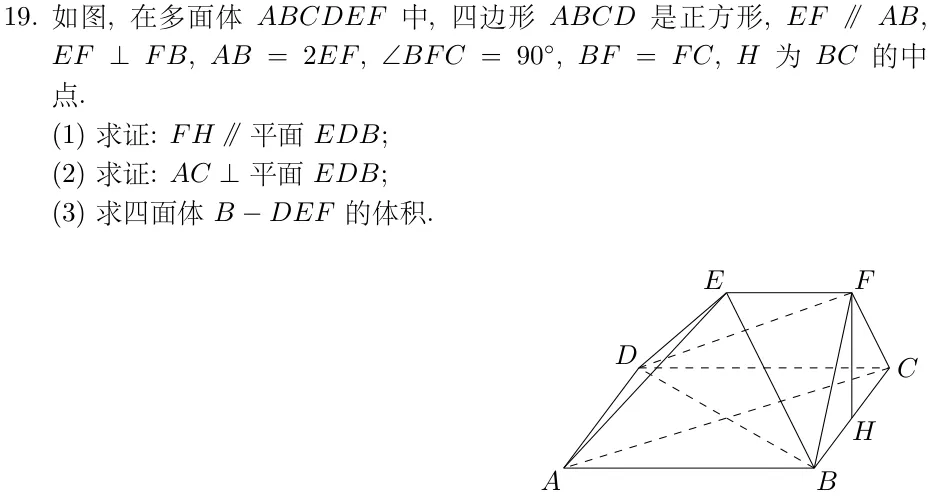 19. 如图, 在多面体 ABCDEF 中, 四边形 ABCD 是正方形, EF ∥ AB,
EF ⊥ FB, AB = 2EF, ∠BFC = 90°, BF = FC, H 为 BC 的中
点.
(1) 求证: FH ∥ 平面 EDB;
(2) 求证: AC ⊥ 平面 EDB;
(3) 求四面体 B − DEF 的体积.
E F
D C
H
A B